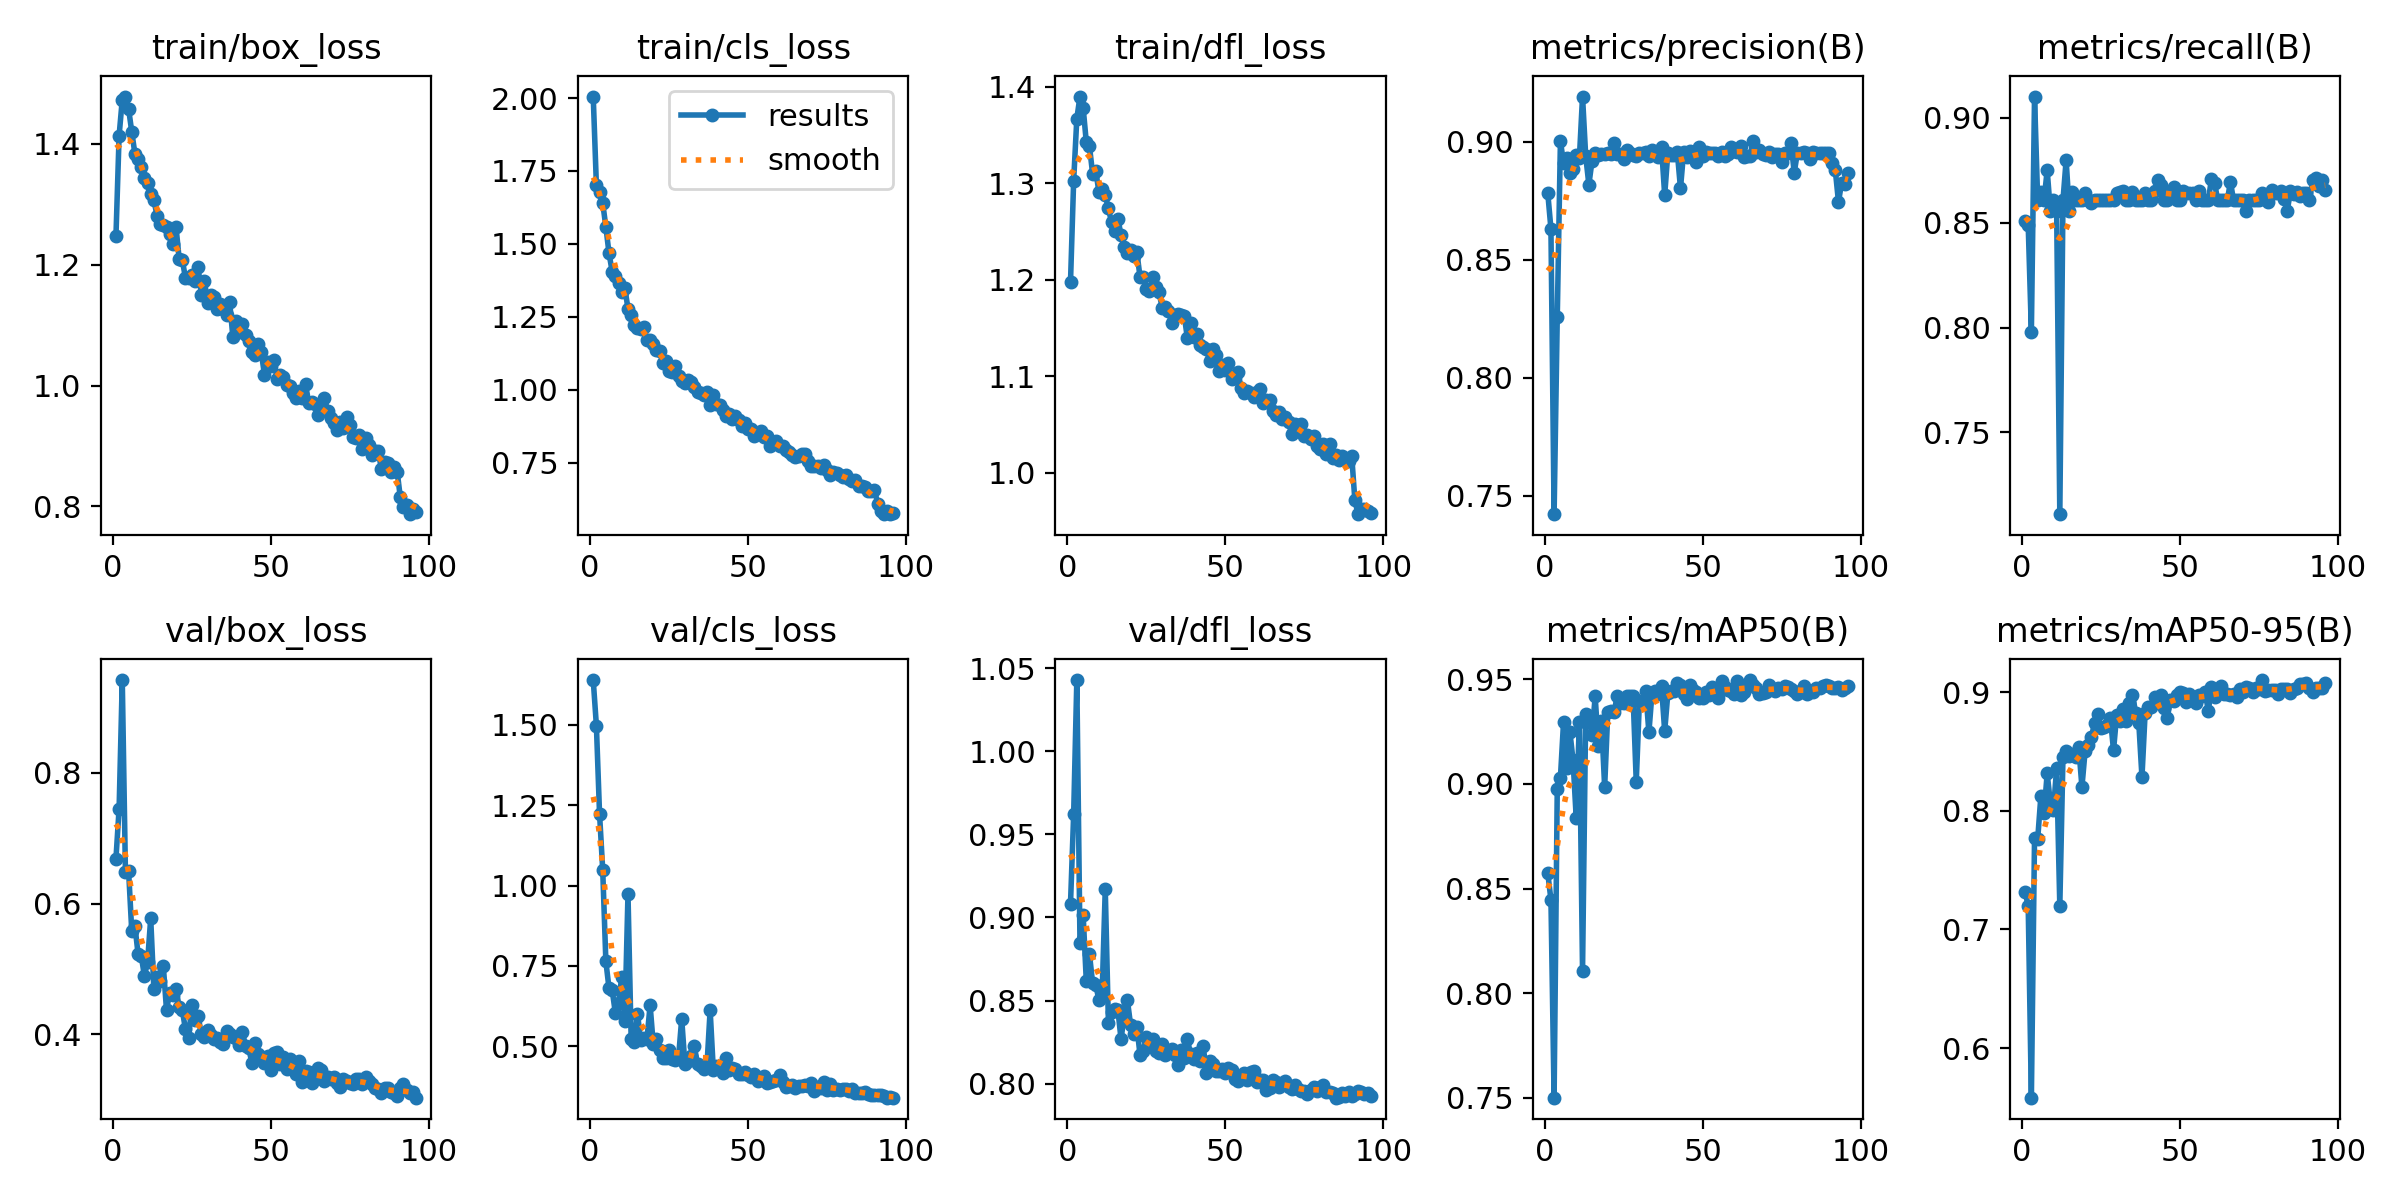 train/box_loss
1.4
1.2
1.0
0.8
0 50 100
train/cls_loss
results
smooth
2.00
1.75
1.50
1.25
1.00
0.75
0 50 100
train/dfl_loss
1.4
1.3
1.2
1.1
1.0
0 50 100
metrics/precision(B)
0.90
0.85
0.80
0.75
0 50 100
metrics/recall(B)
0.90
0.85
0.80
0.75
0 50 100
val/box_loss
0.8
0.6
0.4
0 50 100
val/cls_loss
1.50
1.25
1.00
0.75
0.50
0 50 100
val/dfl_loss
1.05
1.00
0.95
0.90
0.85
0.80
0 50 100
metrics/mAP50(B)
0.95
0.90
0.85
0.80
0.75
0 50 100
metrics/mAP50-95(B)
0.9
0.8
0.7
0.6
0 50 100